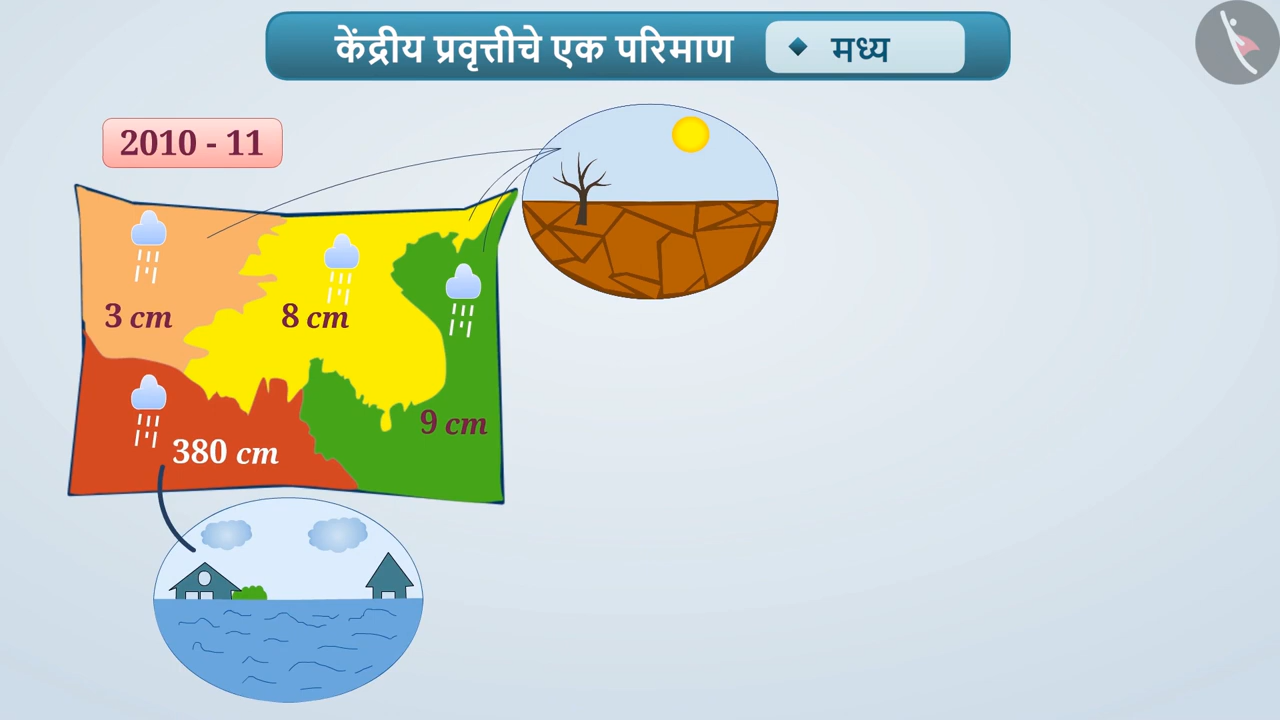 केंद्रीय प्रवृत्तीचे एक परिमाण
◆ मध्य
2010 - 11
3 cm
8 cm
9 cm
380 cm